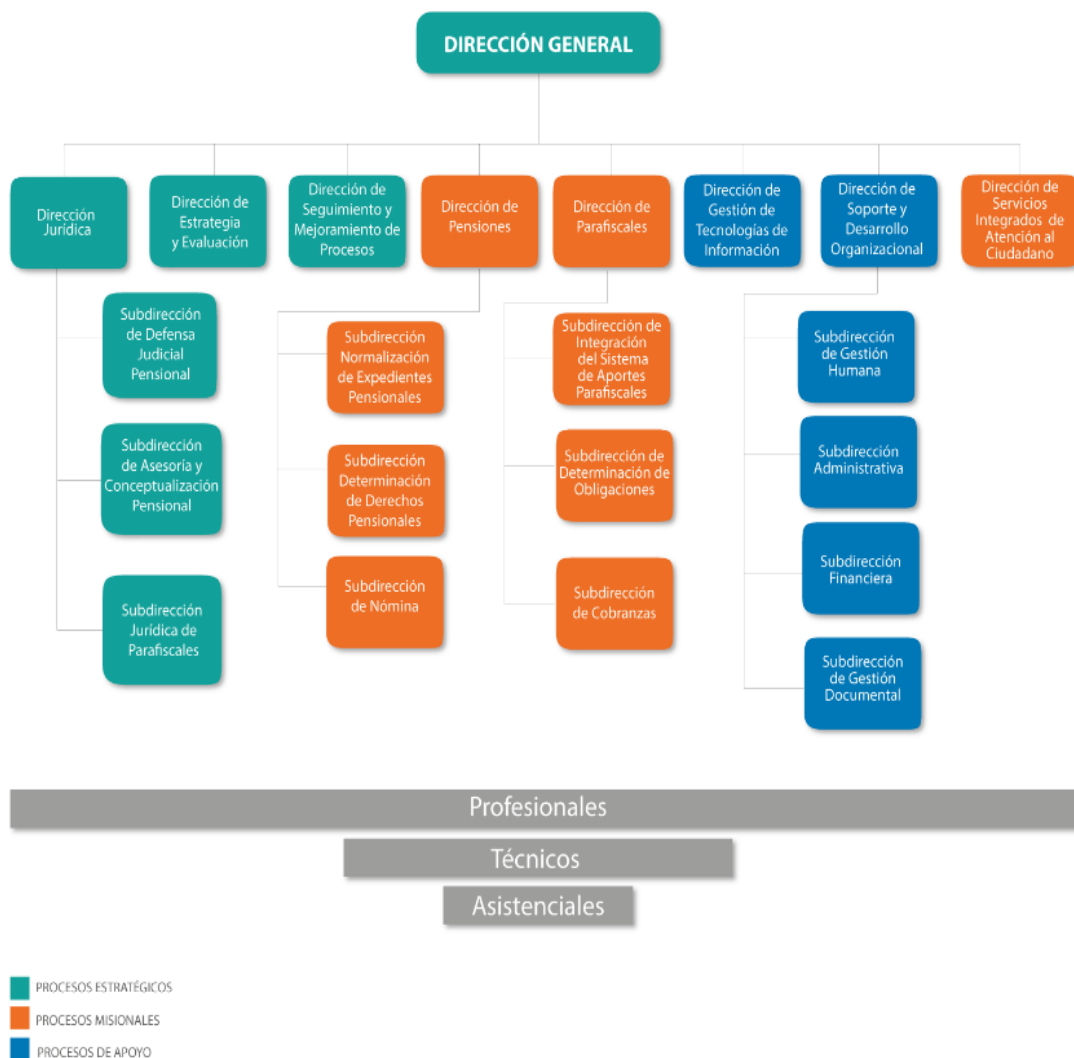 DIRECCIÓN GENERAL
Dirección
Jurídica
Dirección de
Estrategia
y Evaluación
Dirección de
Seguimiento y
Mejoramiento de
Procesos
Dirección de
Pensiones
Dirección de
Parafiscales
Dirección de
Gestión de
Tecnologías de
Información
Dirección de
Soporte y
Desarrollo
Organizacional
Dirección de
Servicios
Integrados de
Atención al
Ciudadano
Subdirección
de Defensa
Judicial
Pensional
Subdirección
de Asesoría y
Conceptualización
Pensional
Subdirección
Jurídica de
Parafiscales
Subdirección
Normalización
de Expedientes
Pensionales
Subdirección
Determinación
de Derechos
Pensionales
Subdirección
de Nómina
Subdirección de
Integración
del Sistema
de Aportes
Parafiscales
Subdirección de
Determinación de
Obligaciones
Subdirección
de Cobranzas
Subdirección
de Gestión
Humana
Subdirección
Administrativa
Subdirección
Financiera
Subdirección
de Gestión
Documental
Profesionales
Técnicos
Asistenciales
PROCESOS ESTRATÉGICOS
PROCESOS MISIONALES
PROCESOS DE APOYO